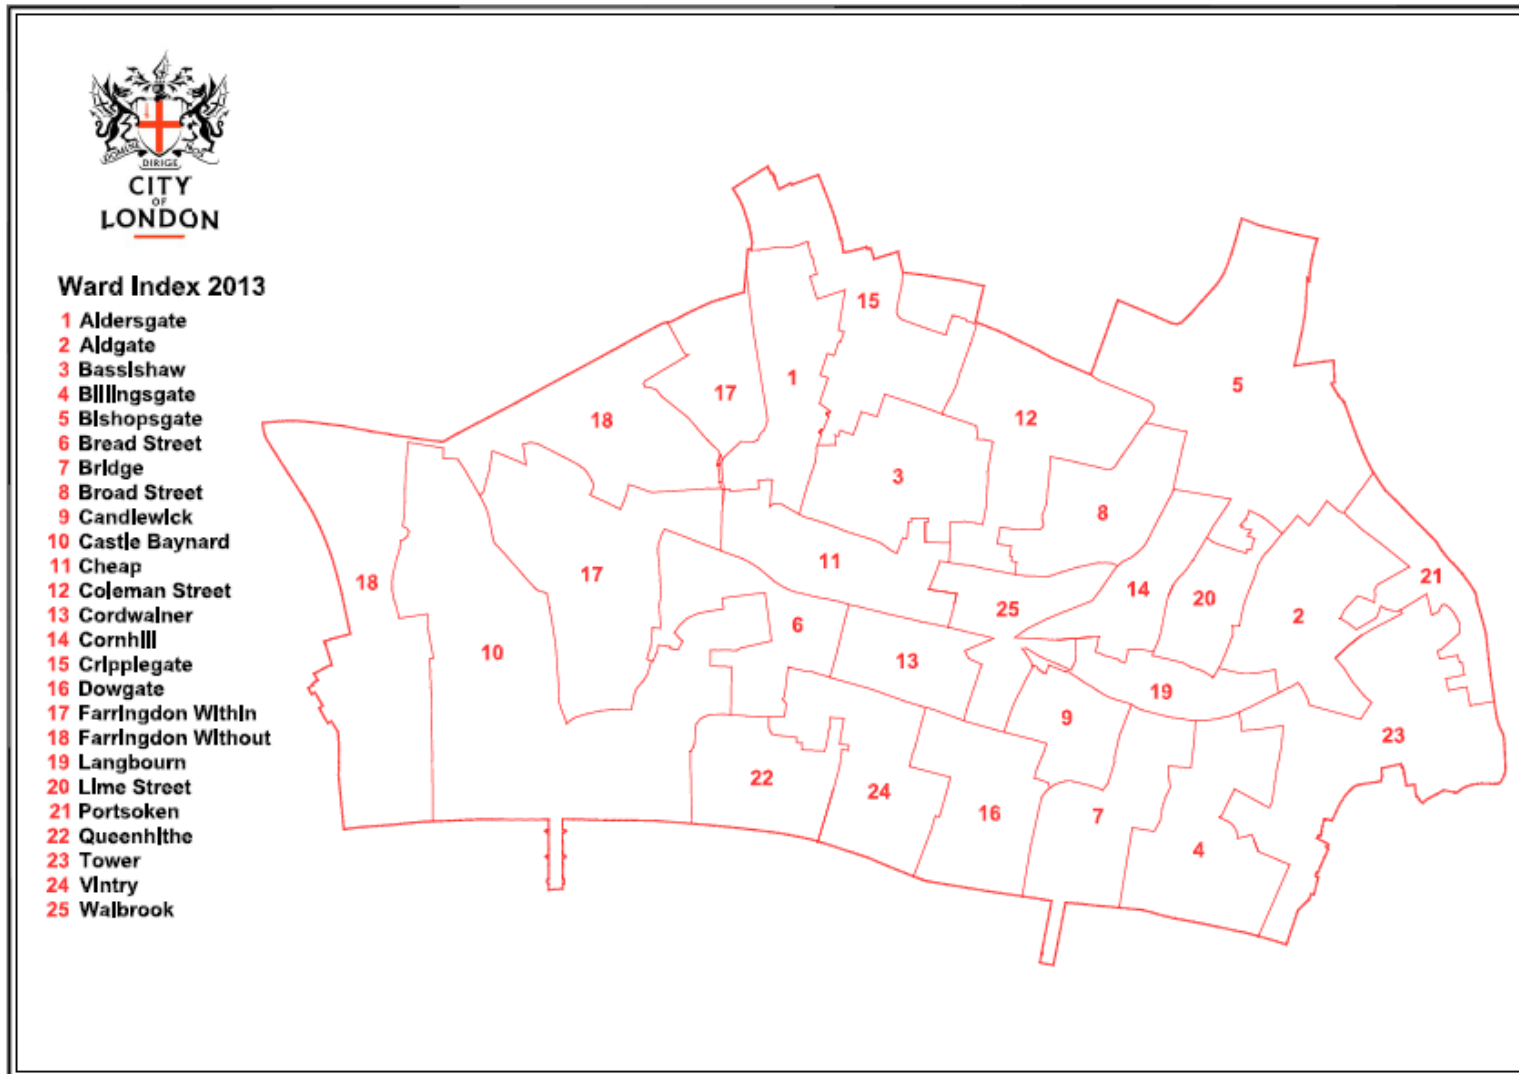 DOMINE DIRIGE NOS
CITY
OF
LONDON
Ward Index 2013
1 Aldersgate
2 Aldgate
3 Bassishaw
4 Billingsgate
5 Bishopsgate
6 Bread Street
7 Bridge
8 Broad Street
9 Candlewick
10 Castle Baynard
11 Cheap
12 Coleman Street
13 Cordwainer
14 Cornhill
15 Cripplegate
16 Dowgate
17 Farringdon Within
18 Farringdon Without
19 Langbourn
20 Lime Street
21 Portsoken
22 Queenhithe
23 Tower
24 Vintry
25 Walbrook
15
5
1
17
18
12
3
8
11
17
18
21
14
20
25
2
6
10
13
19
9
23
22
24
16
7
4